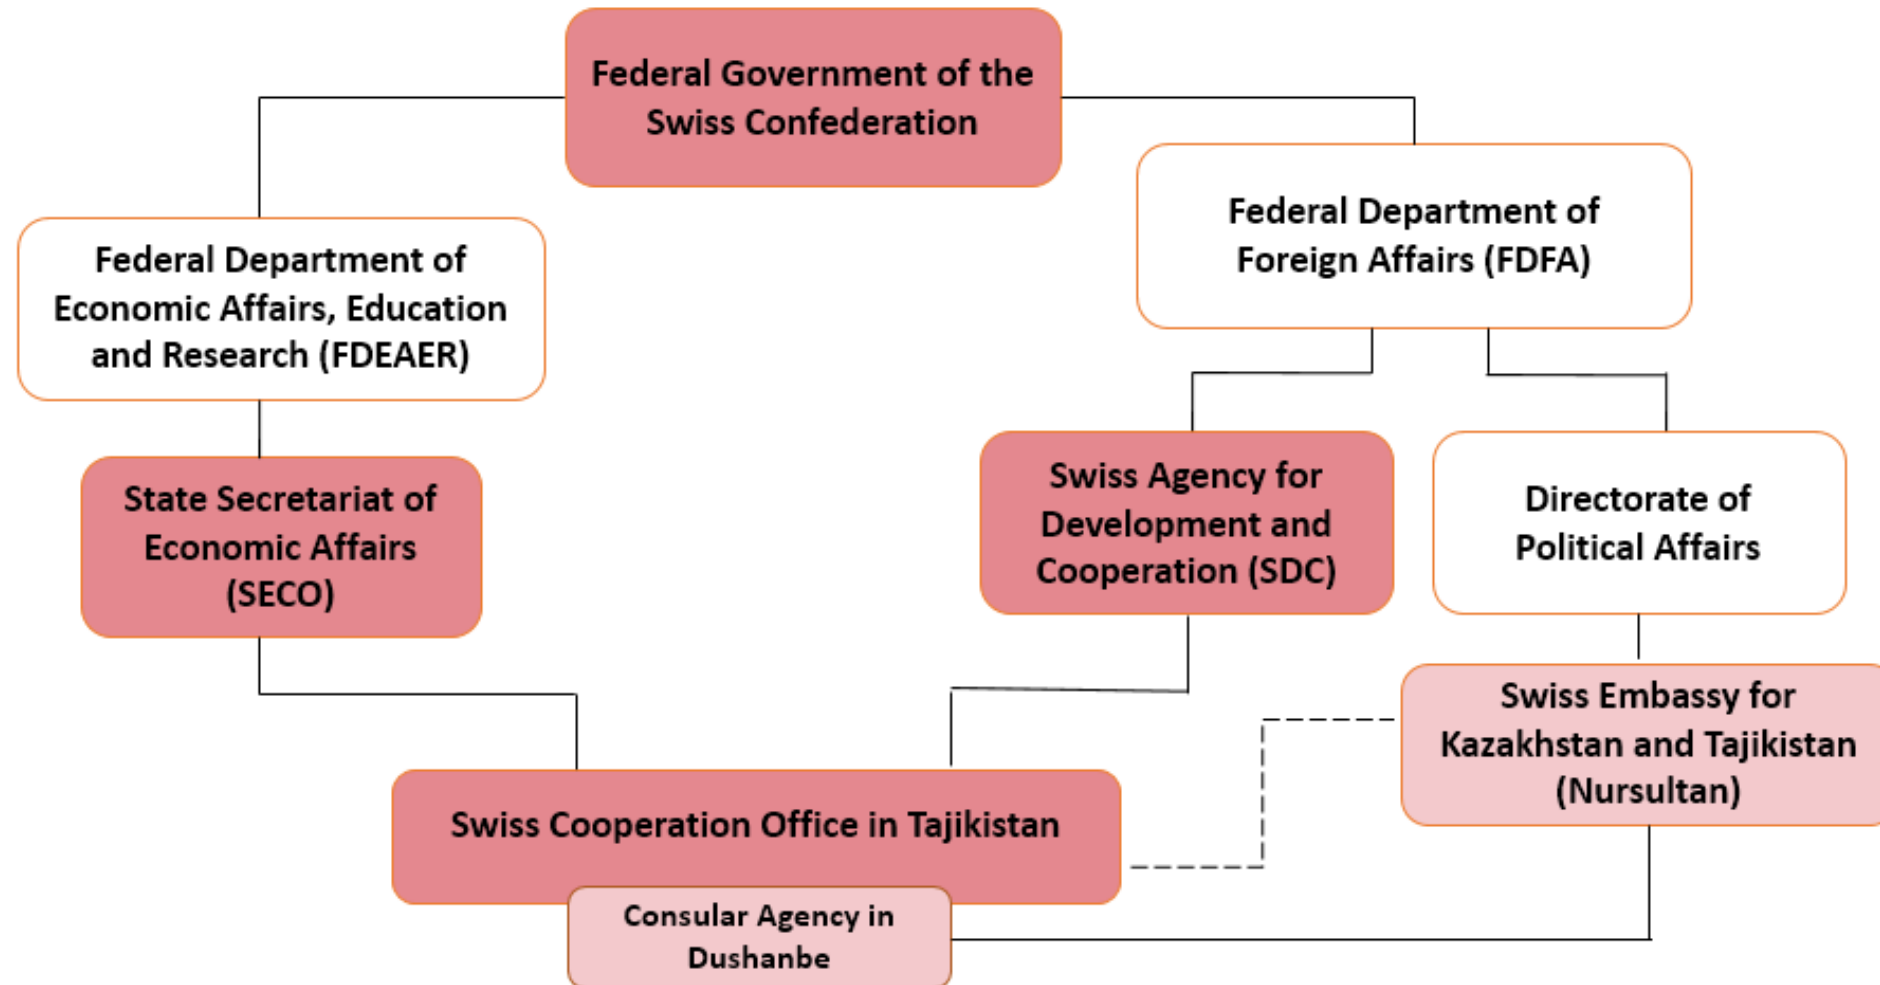 Federal Government of the
Swiss Confederation
Federal Department of
Foreign Affairs (FDFA)
Federal Department of
Economic Affairs, Education
and Research (FDEAER)
Swiss Agency for
Development and
Cooperation (SDC)
Directorate of
Political Affairs
State Secretariat of
Economic Affairs
(SECO)
Swiss Embassy for
Kazakhstan and Tajikistan
(Nursultan)
Swiss Cooperation Office in Tajikistan
Consular Agency in
Dushanbe